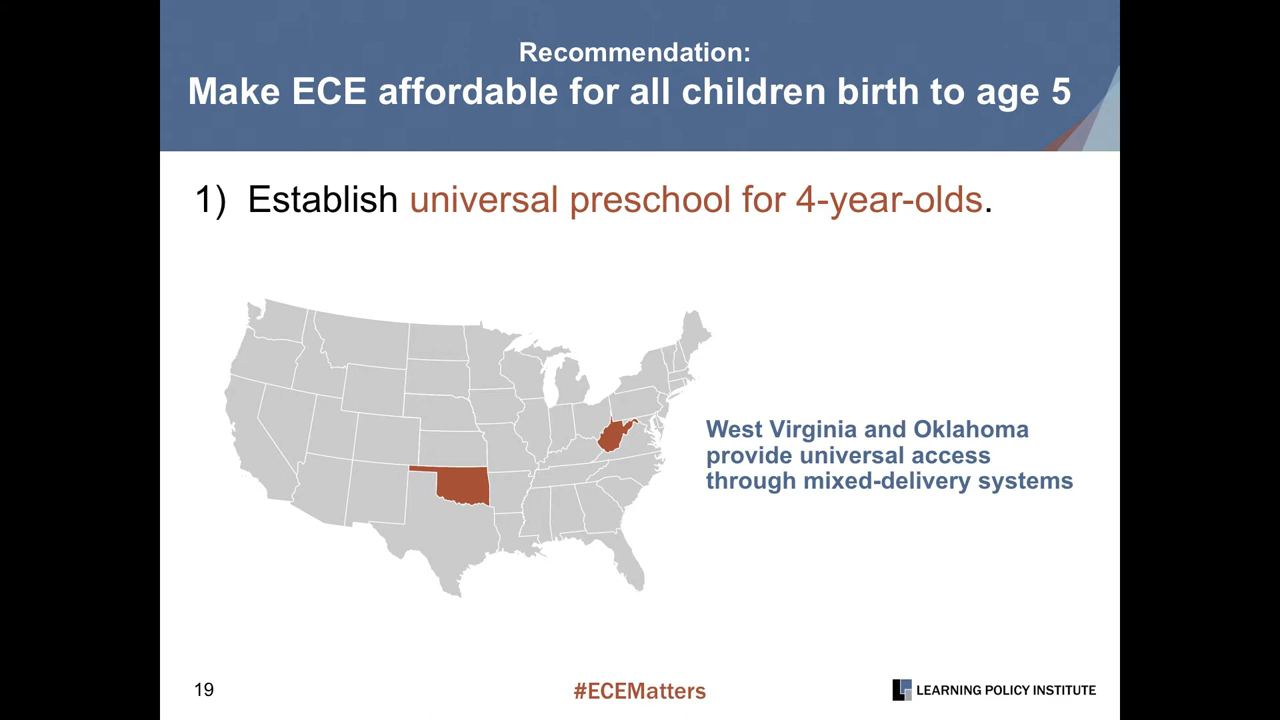 Recommendation:
Make ECE affordable for all children birth to age 5
1) Establish universal preschool for 4-year-olds.
West Virginia and Oklahoma
provide universal access
through mixed-delivery systems
19
#ECEMatters
LEARNING POLICY INSTITUTE